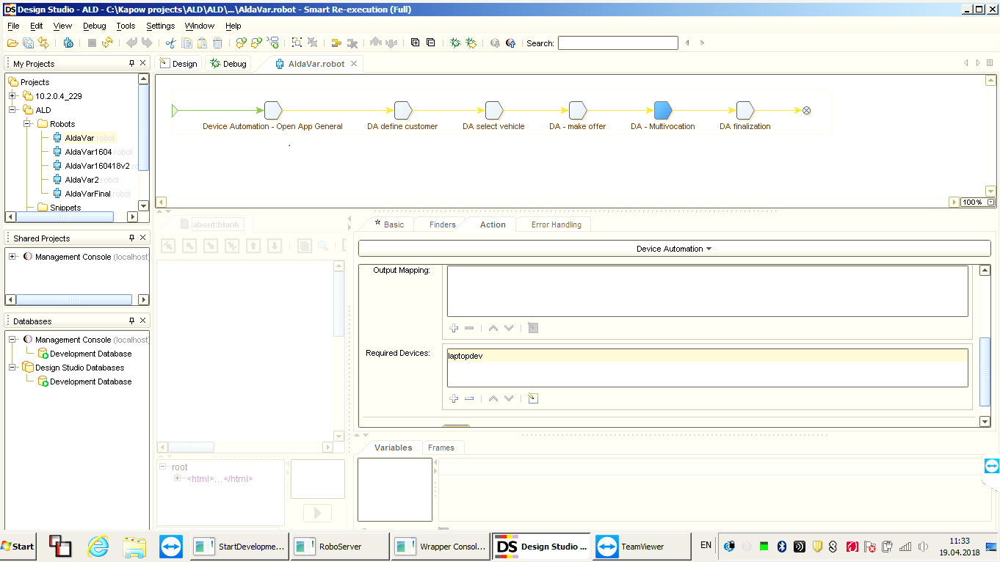 Design Studio - ALD - C:\Kapow projects\ALD\ALD\...\AldaVar.robot - Smart Re-execution (Full)
File Edit View Debug Tools Settings Window Help
Search:
My Projects
Design
Debug
AldaVar.robot
Projects
10.2.0.4_229
ALD
Robots
AldaVar.robot
AldaVar1604.robot
AldaVar160418v2.ro
AldaVar2.robot
AldaVarFinal.robot
Snippets
Device Automation - Open App General
DA define customer
DA select vehicle
DA - make offer
DA - Multivocation
DA finalization
100%
Shared Projects
Management Console (localhost)
Databases
Management Console (localhost)
Development Database
Design Studio Databases
Development Database
about:blank
root
<html>...</html>
* Basic
Finders
Action
Error Handling
Device Automation
Output Mapping:
Required Devices:
laptopdev
Variables
Frames
Start
StartDevelopme...
RoboServer
Wrapper Consol...
DS
Design Studio ...
TeamViewer
EN
11:33
19.04.2018